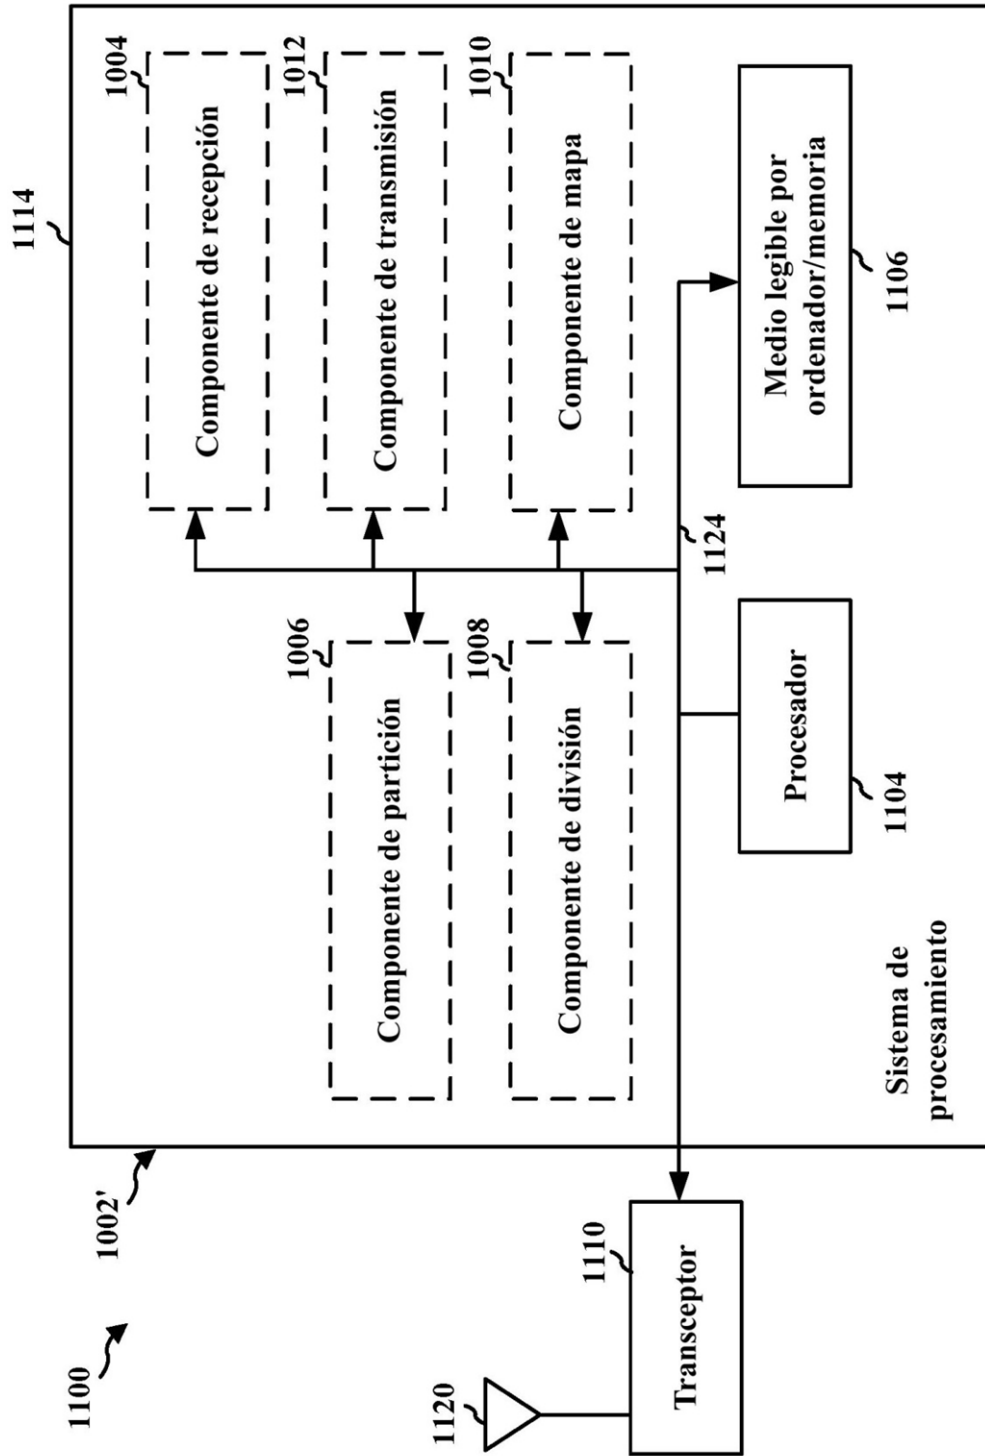 1100
1002'
1114
1004
Componente de recepción
1006
Componente de partición
1012
Componente de transmisión
1008
Componente de división
1010
Componente de mapa
1120
1110
Transceptor
1124
Procesador
1104
Medio legible por
ordenador/memoria
1106
Sistema de
procesamiento